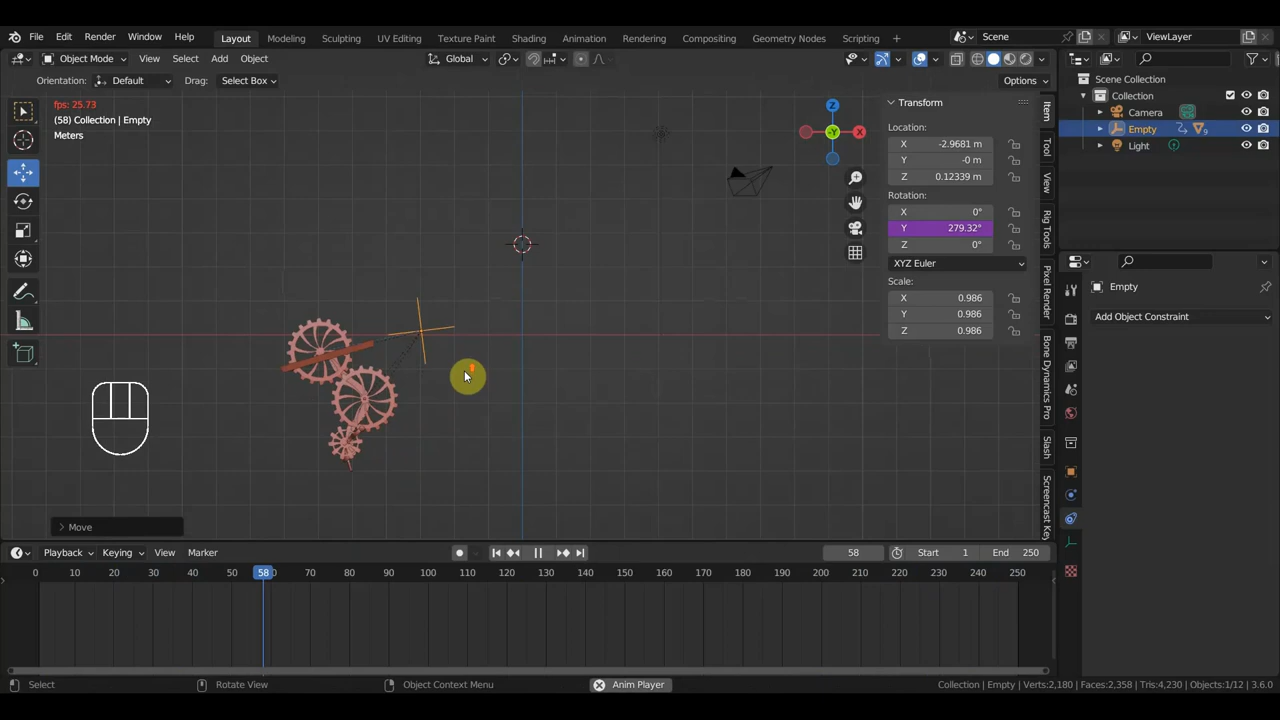 File Edit Render Window Help Layout Modeling Sculpting UV Editing Texture Paint Shading Animation Rendering Compositing Geometry Nodes Scripting + Scene ViewLayer
Object Mode View Select Add Object Global
Orientation: Default Drag: Select Box Options
fps: 25.73
(58) Collection | Empty
Meters
Z
X
-Y
Transform
Location:
X -2.9681 m
Y -0 m
Z 0.12339 m
Rotation:
X 0°
Y 279.32°
Z 0°
XYZ Euler
Scale:
X 0.986
Y 0.986
Z 0.986
Item
Tool
View
Rig Tools
Pixel Render
Bone Dynamics Pro
Slash
Screencast Key
Scene Collection
Collection
Camera
Empty 9
Light
Empty
Add Object Constraint
Move
Playback Keying View Marker 58 Start 1 End 250
0 10 20 30 40 50 58 60 70 80 90 100 110 120 130 140 150 160 170 180 190 200 210 220 230 240 250
Select Rotate View Object Context Menu Anim Player Collection | Empty | Verts:2,180 | Faces:2,358 | Tris:4,230 | Objects:1/12 | 3.6.0